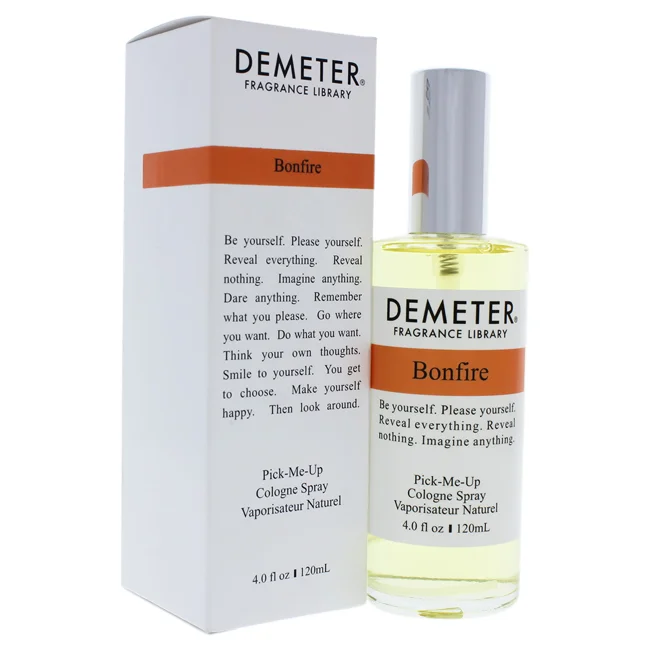 DEMETER®
FRAGRANCE LIBRARY
Bonfire
Be yourself. Please yourself.
Reveal everything. Reveal
nothing. Imagine anything.
Dare anything. Remember
what you please. Go where
you want. Do what you want.
Think your own thoughts.
Smile to yourself. You get
to choose. Make yourself
happy. Then look around.
Pick-Me-Up
Cologne Spray
Vaporisateur Naturel
4.0 fl oz | 120mL
DEMETER®
FRAGRANCE LIBRARY
Bonfire
Be yourself. Please yourself.
Reveal everything. Reveal
nothing. Imagine anything.
Pick-Me-Up
Cologne Spray
Vaporisateur Naturel
4.0 fl oz | 120mL